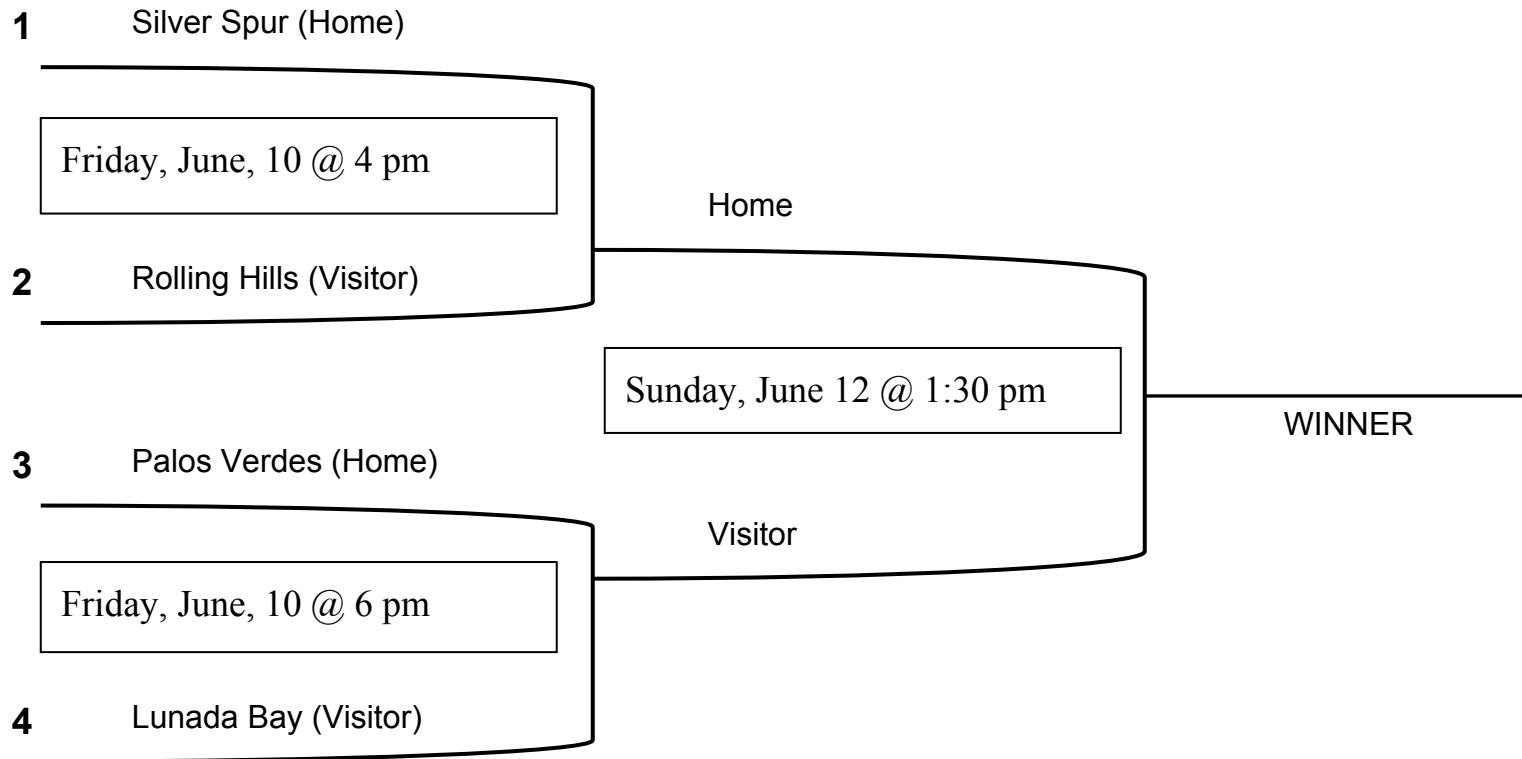 1 Silver Spur (Home)
Friday, June, 10 @ 4 pm
Home
2 Rolling Hills (Visitor)
Sunday, June 12 @ 1:30 pm
WINNER
3 Palos Verdes (Home)
Visitor
Friday, June, 10 @ 6 pm
4 Lunada Bay (Visitor)